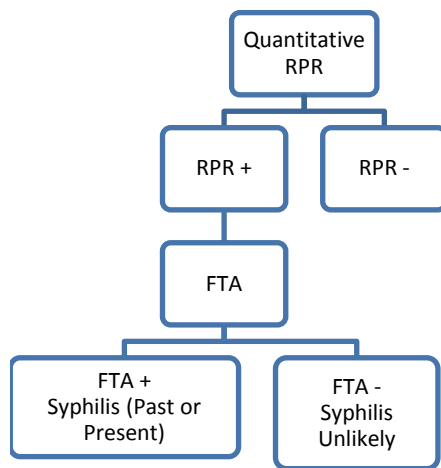 Quantitative
RPR
RPR +
RPR -
FTA
FTA +
Syphilis (Past or
Present)
FTA -
Syphilis
Unlikely